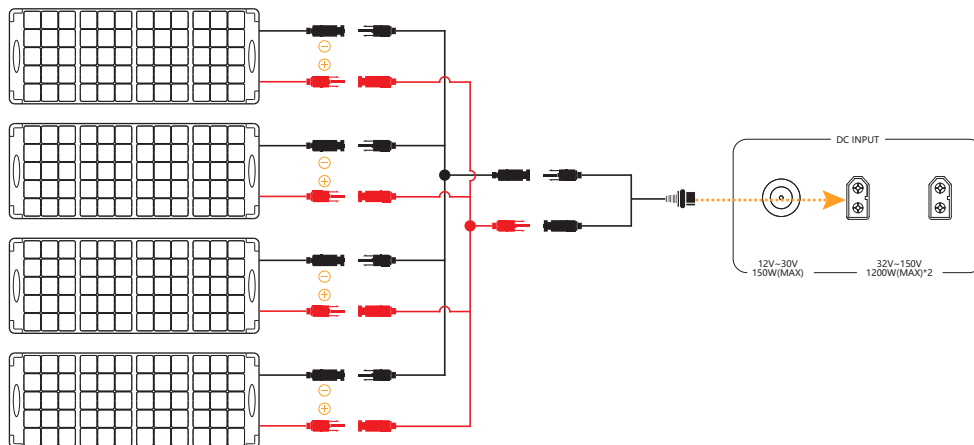 DC INPUT
12V~30V
150W(MAX)
32V~150V
1200W(MAX)*2